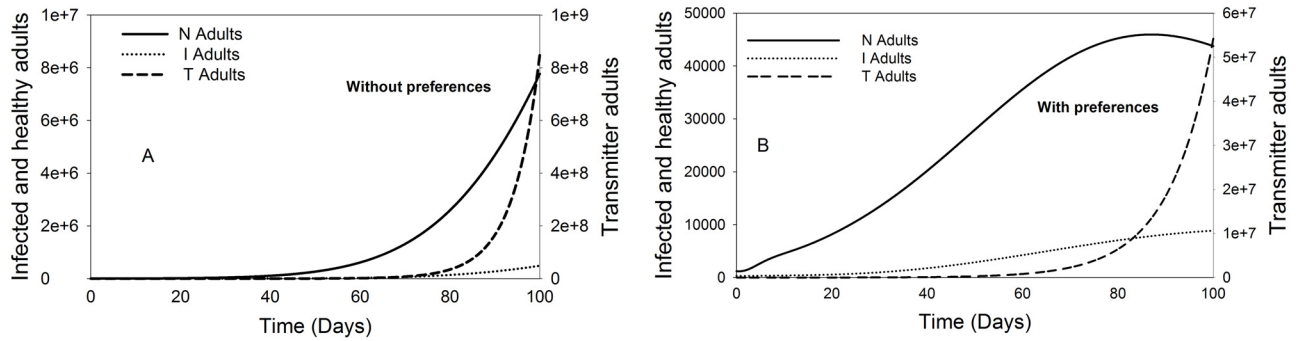 1e+7
8e+6
6e+6
4e+6
2e+6
0
Infected and healthy adults
N Adults
I Adults
T Adults
Without preferences
A
1e+9
8e+8
6e+8
4e+8
2e+8
0
Transmitter adults
0 20 40 60 80 100
Time (Days)
50000
40000
30000
20000
10000
0
Infected and healthy adults
N Adults
I Adults
T Adults
With preferences
B
6e+7
5e+7
4e+7
3e+7
2e+7
1e+7
0
Transmitter adults
0 20 40 60 80 100
Time (Days)